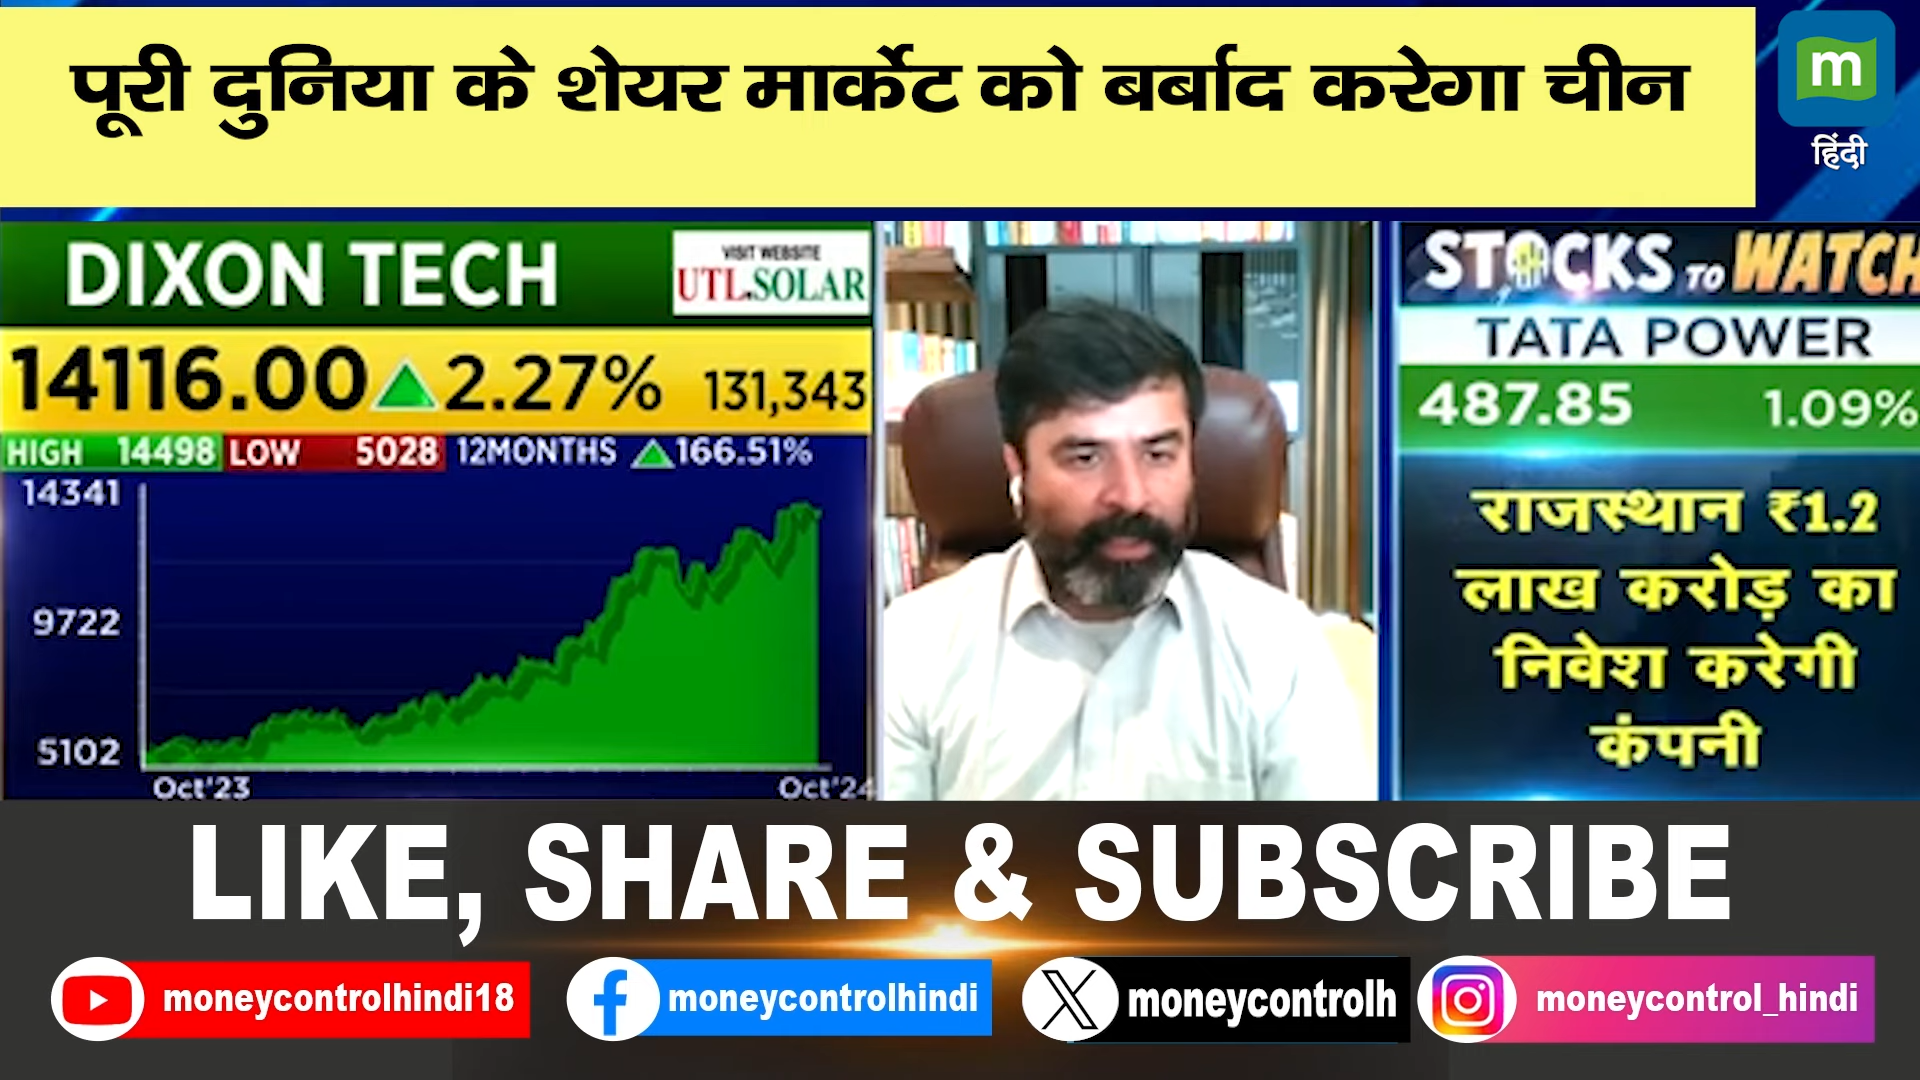 पूरी दुनिया के शेयर मार्केट को बर्बाद करेगा चीन
m
हिंदी
DIXON TECH
VISIT WEBSITE
UTL.SOLAR
14116.00 ▲ 2.27% 131,343
HIGH 14498 LOW 5028 12MONTHS ▲ 166.51%
14341
9722
5102
Oct'23 Oct'24
STOCKS TO WATCH
TATA POWER
487.85 1.09%
राजस्थान ₹1.2
लाख करोड़ का
निवेश करेगी
कंपनी
LIKE, SHARE & SUBSCRIBE
moneycontrolhindi18
moneycontrolhindi
moneycontrolh
moneycontrol_hindi